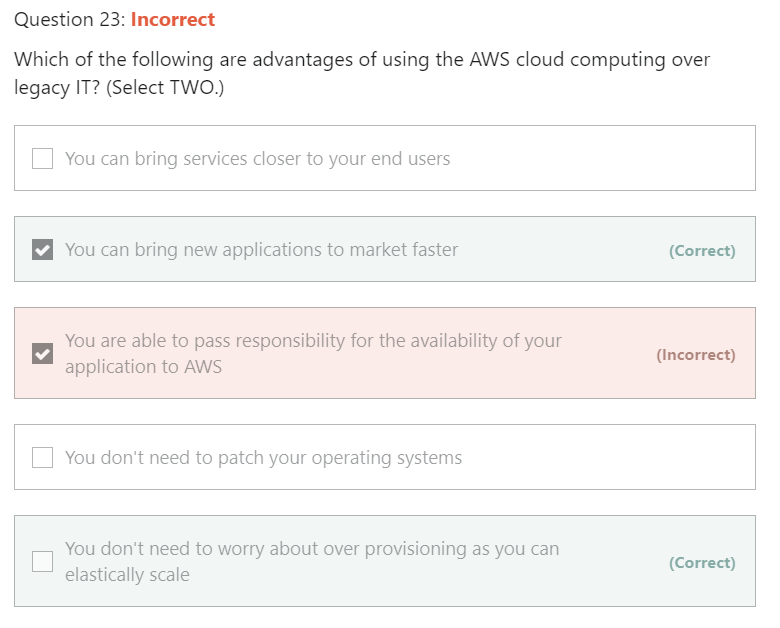 Question 23: Incorrect
Which of the following are advantages of using the AWS cloud computing over
legacy IT? (Select TWO.)
You can bring services closer to your end users
You can bring new applications to market faster (Correct)
You are able to pass responsibility for the availability of your
application to AWS (Incorrect)
You don't need to patch your operating systems
You don't need to worry about over provisioning as you can
elastically scale (Correct)